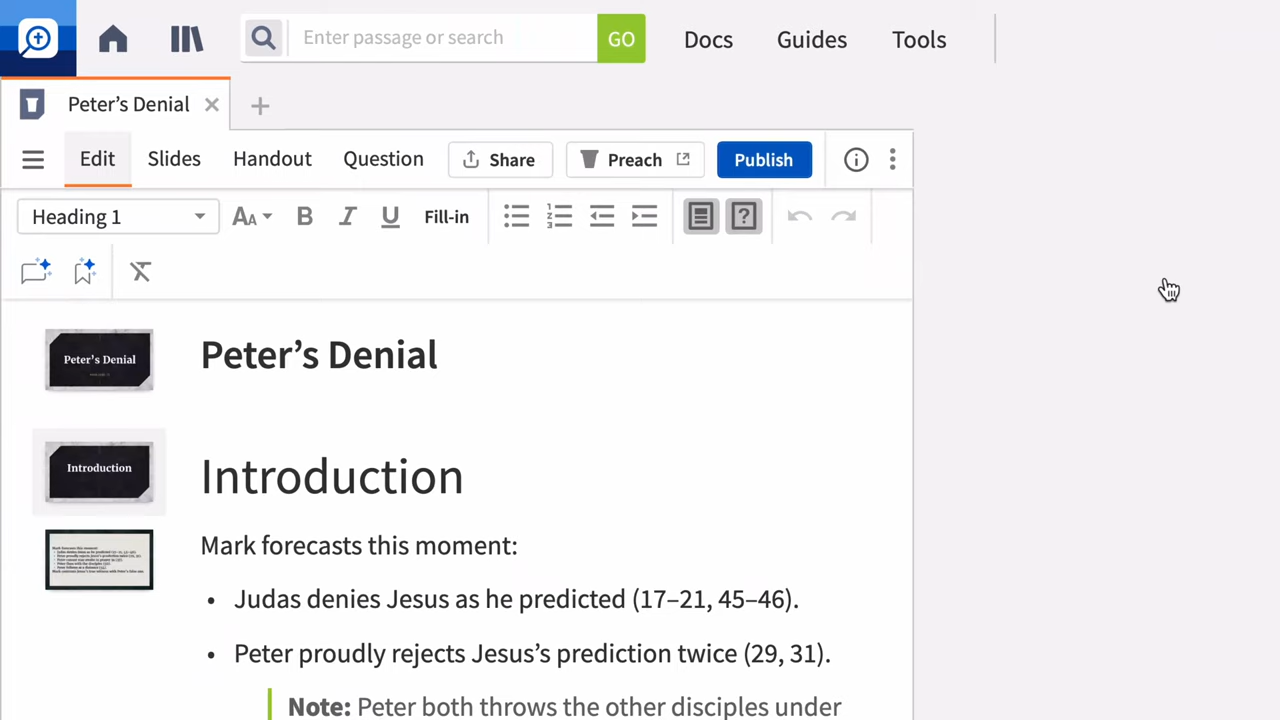 Enter passage or search
GO
Docs
Guides
Tools
Peter’s Denial
Edit
Slides
Handout
Question
Share
Preach
Publish
Heading 1
AA
B
I
U
Fill-in
Peter's Denial
Peter’s Denial
Introduction
Introduction
Mark forecasts this moment:
• Judas denies Jesus as he predicted (17–21, 45–46).
• Peter proudly rejects Jesus’s prediction twice (29, 31).
Note: Peter both throws the other disciples under